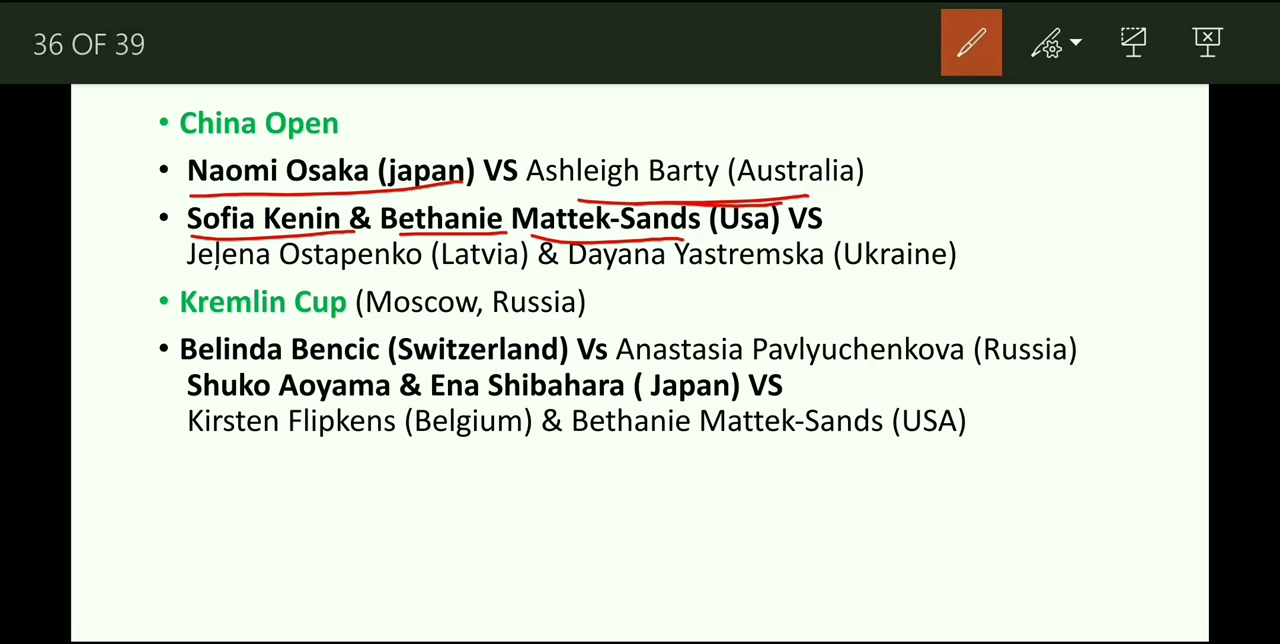 36 OF 39
• China Open
• Naomi Osaka (japan) VS Ashleigh Barty (Australia)
• Sofia Kenin & Bethanie Mattek-Sands (Usa) VS
Jeļena Ostapenko (Latvia) & Dayana Yastremska (Ukraine)
• Kremlin Cup (Moscow, Russia)
• Belinda Bencic (Switzerland) Vs Anastasia Pavlyuchenkova (Russia)
Shuko Aoyama & Ena Shibahara ( Japan) VS
Kirsten Flipkens (Belgium) & Bethanie Mattek-Sands (USA)